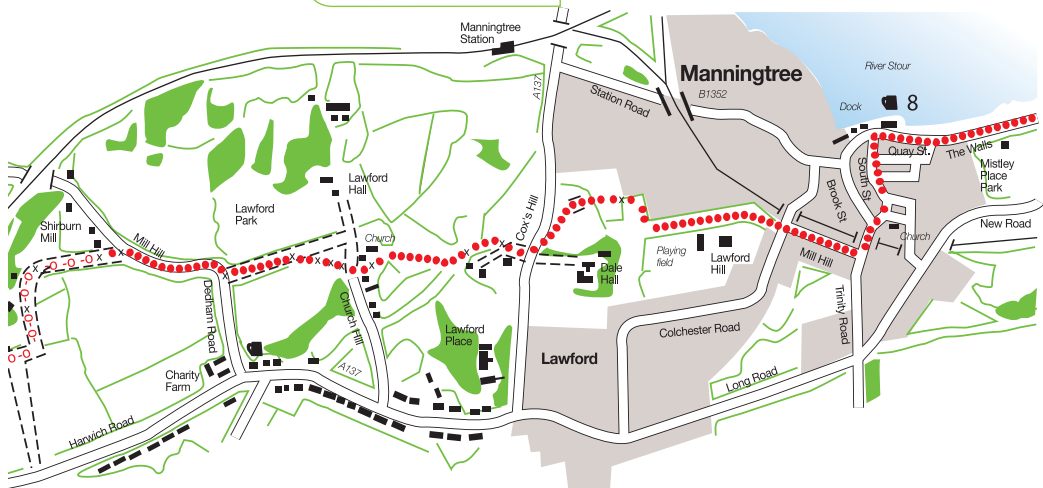 Manningtree
Station
A137
Station Road
Manningtree
B1352
River Stour
Dock
8
Quay St.
The Walls
Mistley
Place
Park
South St
Brook St
New Road
Church
Lawford
Hall
Lawford
Park
Shirburn
Mill
Mill Hill
Church
Cox's Hill
Playing
field
Lawford
Hill
Mill Hill
Dale
Hall
Dedham Road
Church Hill
Trinity Road
Lawford
Place
Colchester Road
Lawford
Charity
Farm
A137
Long Road
Harwich Road
x
x
x
x
x
x
x
x
x
x
x
O
O
O
O
O
O
O